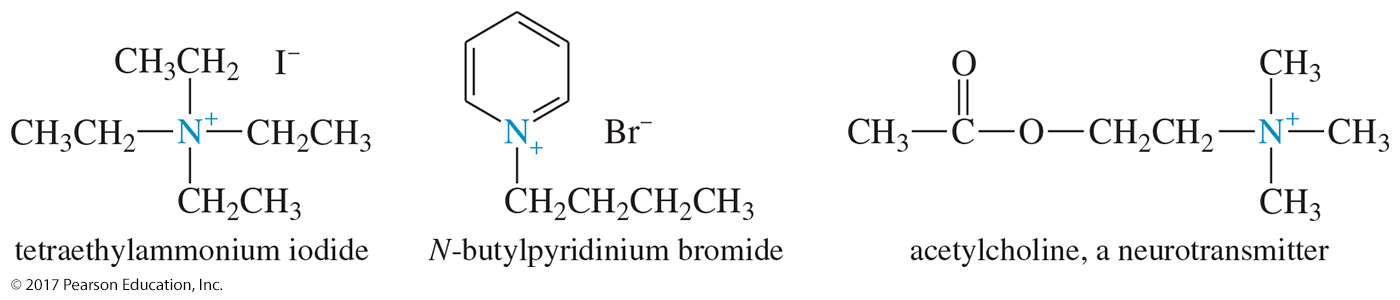 CH₃CH₂ I⁻
O
CH₃
CH₃CH₂—N⁺—CH₂CH₃
N⁺ Br⁻
CH₃—C—O—CH₂CH₂—N⁺—CH₃
CH₂CH₃
CH₂CH₂CH₂CH₃
CH₃
tetraethylammonium iodide
N-butylpyridinium bromide
acetylcholine, a neurotransmitter
© 2017 Pearson Education, Inc.